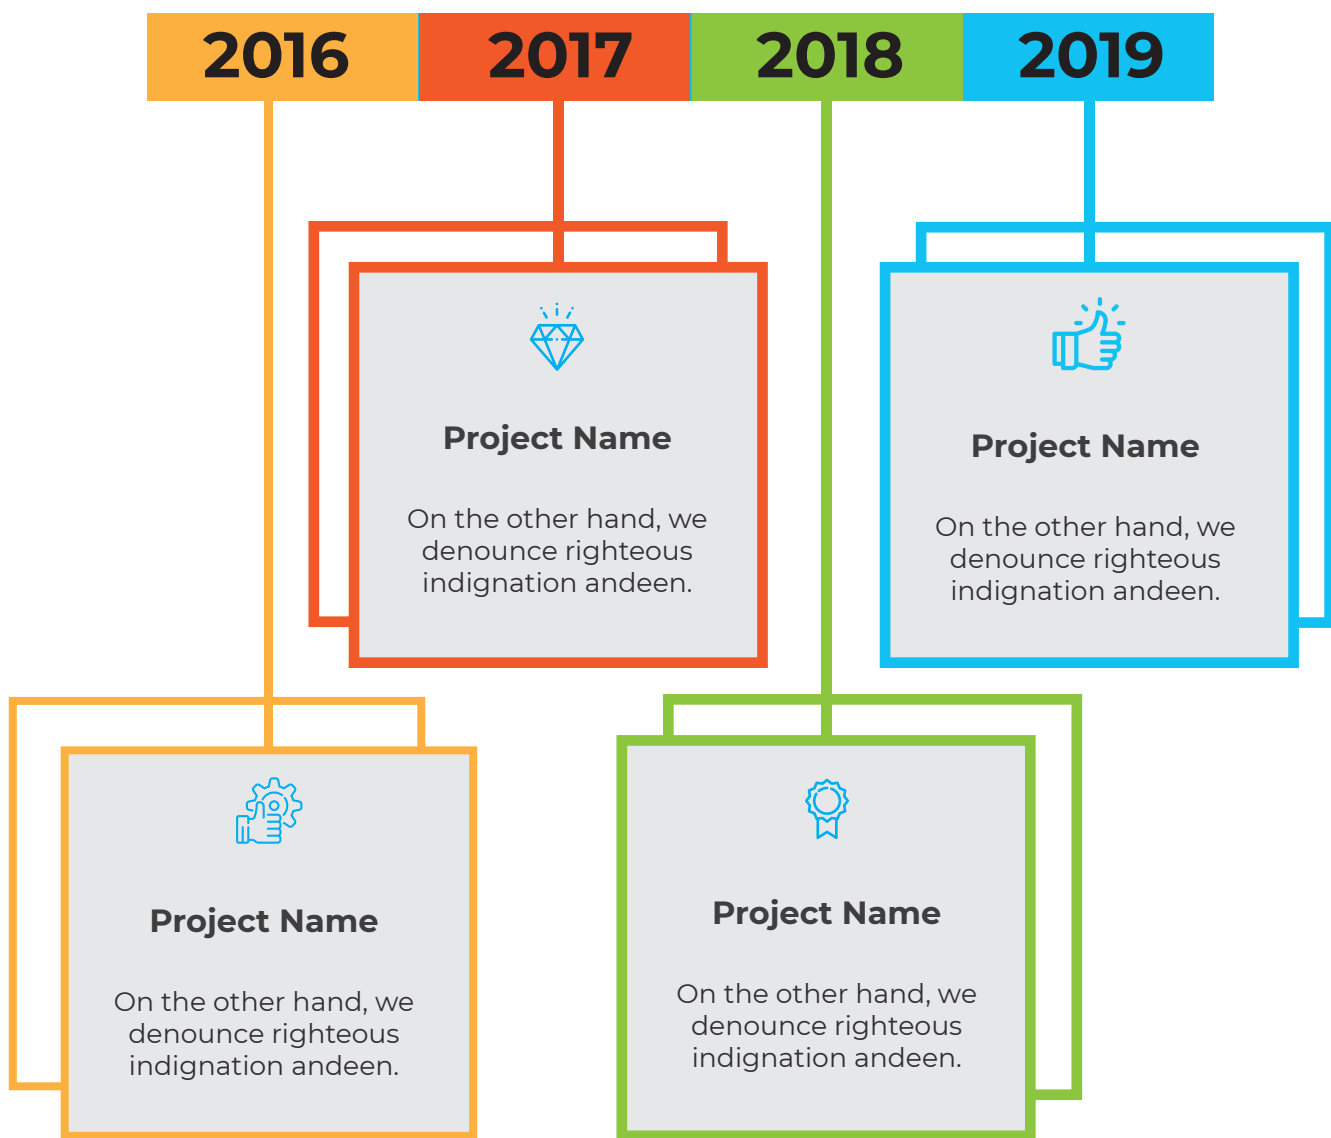 2016
2017
2018
2019
Project Name
On the other hand, we
denounce righteous
indignation andeen.
Project Name
On the other hand, we
denounce righteous
indignation andeen.
Project Name
On the other hand, we
denounce righteous
indignation andeen.
Project Name
On the other hand, we
denounce righteous
indignation andeen.